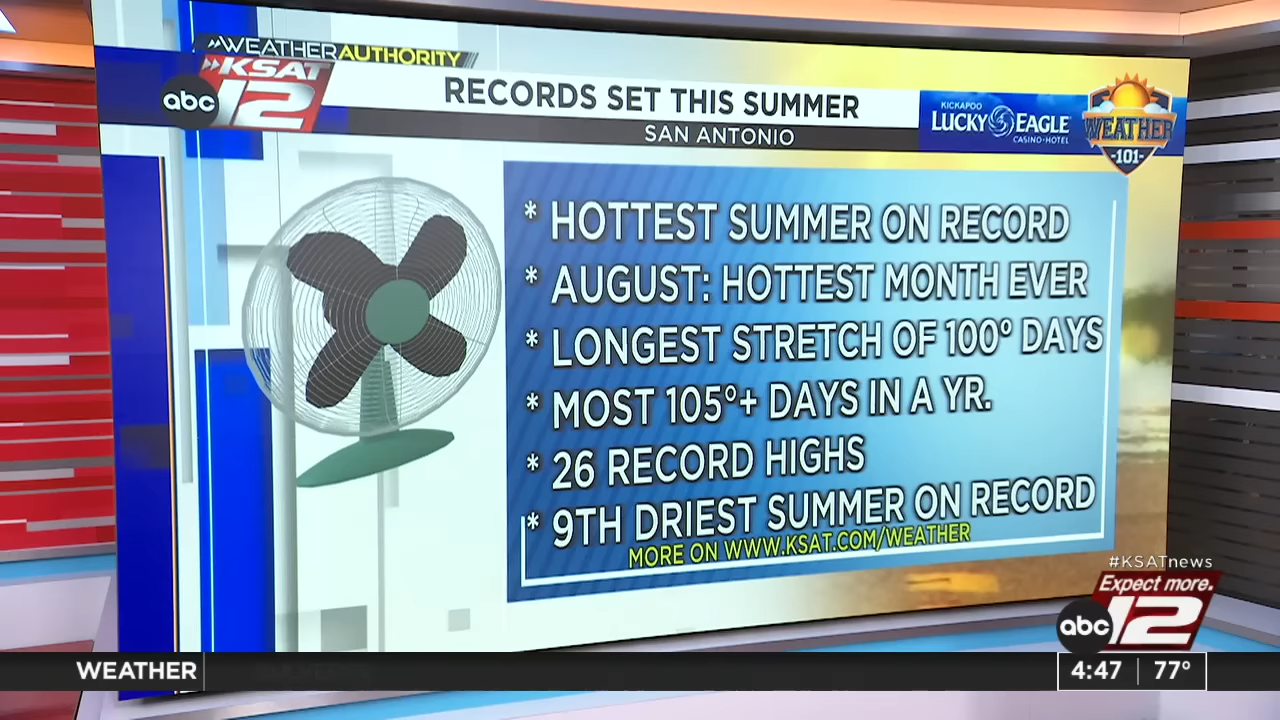 WEATHER AUTHORITY
KSAT
abc 12
RECORDS SET THIS SUMMER
SAN ANTONIO
KICKAPOO
LUCKY EAGLE
CASINO·HOTEL
WEATHER
-101-
* HOTTEST SUMMER ON RECORD
* AUGUST: HOTTEST MONTH EVER
* LONGEST STRETCH OF 100° DAYS
* MOST 105°+ DAYS IN A YR.
* 26 RECORD HIGHS
* 9TH DRIEST SUMMER ON RECORD
MORE ON WWW.KSAT.COM/WEATHER
#KSATnews
Expect more.
abc 12
WEATHER
4:47 77°